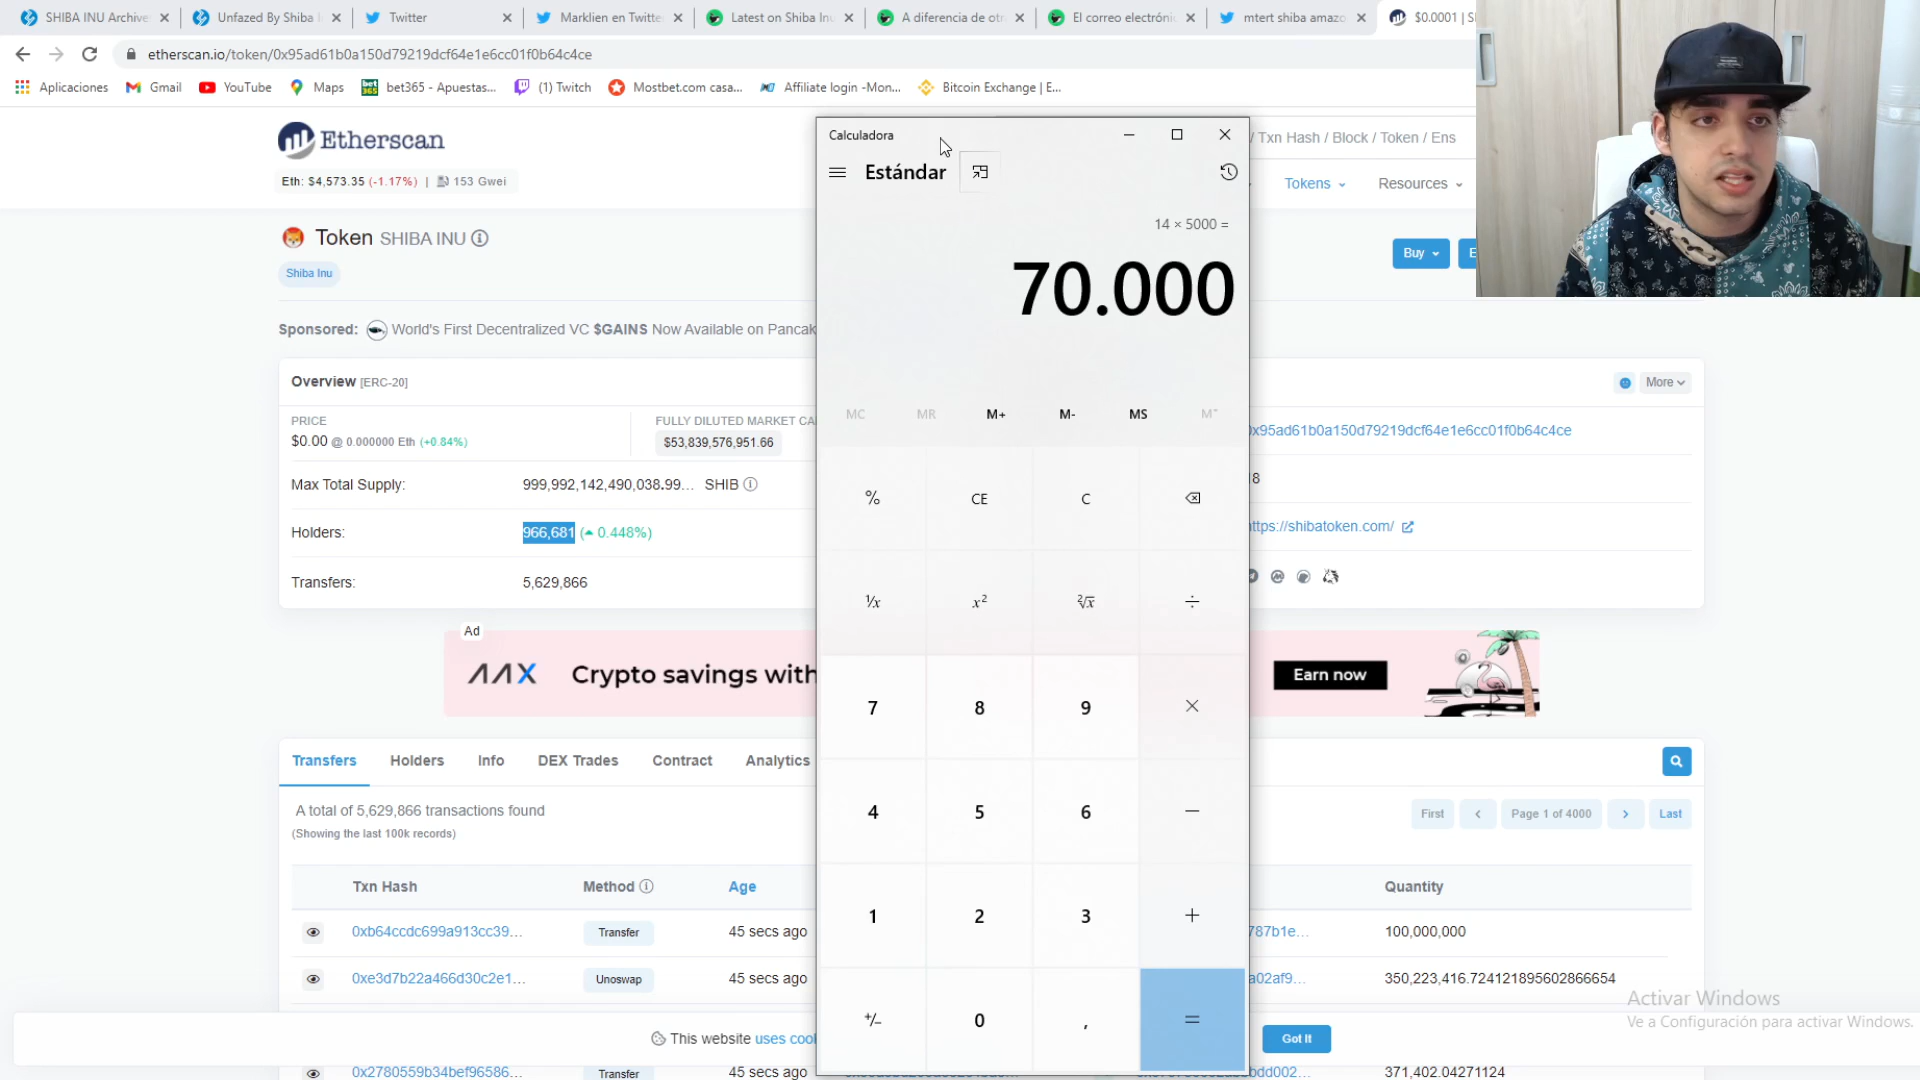 SHIBA INU Archive
Unfazed By Shiba I
Twitter
Marklien en Twitte
Latest on Shiba Inu
A diferencia de otr
El correo electróni
mtert shiba amazo
$0.0001 | S
etherscan.io/token/0x95ad61b0a150d79219dcf64e1e6cc01f0b64c4ce
Aplicaciones
Gmail
YouTube
Maps
bet365 - Apuestas...
(1) Twitch
Mostbet.com casa...
Affiliate login -Mon...
Bitcoin Exchange | E...
Etherscan
/ Txn Hash / Block / Token / Ens
Eth: $4,573.35 (-1.17%) | 153 Gwei
Tokens
Resources
Token SHIBA INU
Buy
Shiba Inu
Sponsored: World's First Decentralized VC $GAINS Now Available on Pancak
Overview [ERC-20]
More
PRICE
$0.00 @ 0.000000 Eth (+0.84%)
FULLY DILUTED MARKET CA
$53,839,576,951.66
x95ad61b0a150d79219dcf64e1e6cc01f0b64c4ce
Max Total Supply:
999,992,142,490,038.99... SHIB
18
Holders:
966,681 (0.448%)
ttps://shibatoken.com/
Transfers:
5,629,866
Ad
AAX
Crypto savings with
Earn now
Transfers
Holders
Info
DEX Trades
Contract
Analytics
A total of 5,629,866 transactions found
(Showing the last 100k records)
First
Page 1 of 4000
Last
Txn Hash
Method
Age
Quantity
0xb64ccdc699a913cc39...
Transfer
45 secs ago
787b1e...
100,000,000
0xe3d7b22a466d30c2e1...
Unoswap
45 secs ago
a02af9...
350,223,416.724121895602866654
This website uses cook
Got It
0x2780559b34bef96586...
Transfer
45 secs ago
dd002...
371,402.04271124
Calculadora
Estándar
14 × 5000 =
70.000
MC
MR
M+
M-
MS
M˅
%
CE
C
⅟x
x²
²√x
÷
7
8
9
×
4
5
6
−
1
2
3
+
+/−
0
,
=
Activar Windows
Ve a Configuración para activar Windows.